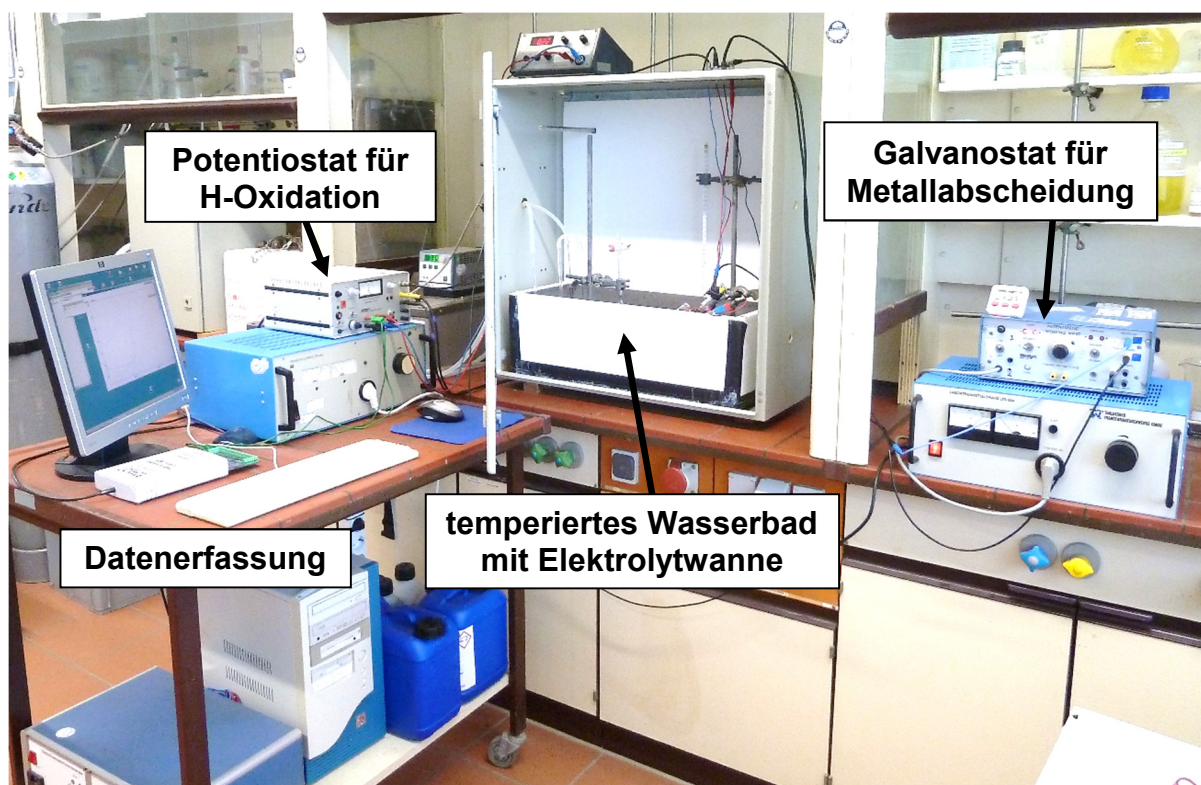 Potentiostat für
H-Oxidation
Galvanostat für
Metallabscheidung
temperiertes Wasserbad
mit Elektrolytwanne
Datenerfassung